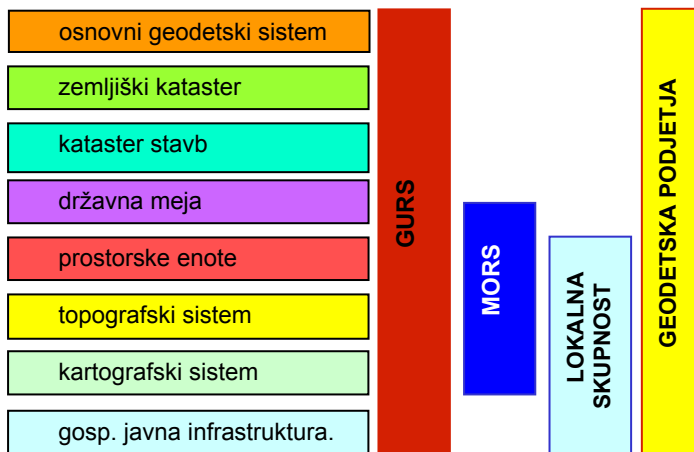 osnovni geodetski sistem
zemljiški kataster
kataster stavb
državna meja
prostorske enote
topografski sistem
kartografski sistem
gosp. javna infrastruktura.
GURS
MORS
LOKALNA
SKUPNOST
GEODETSKA PODJETJA